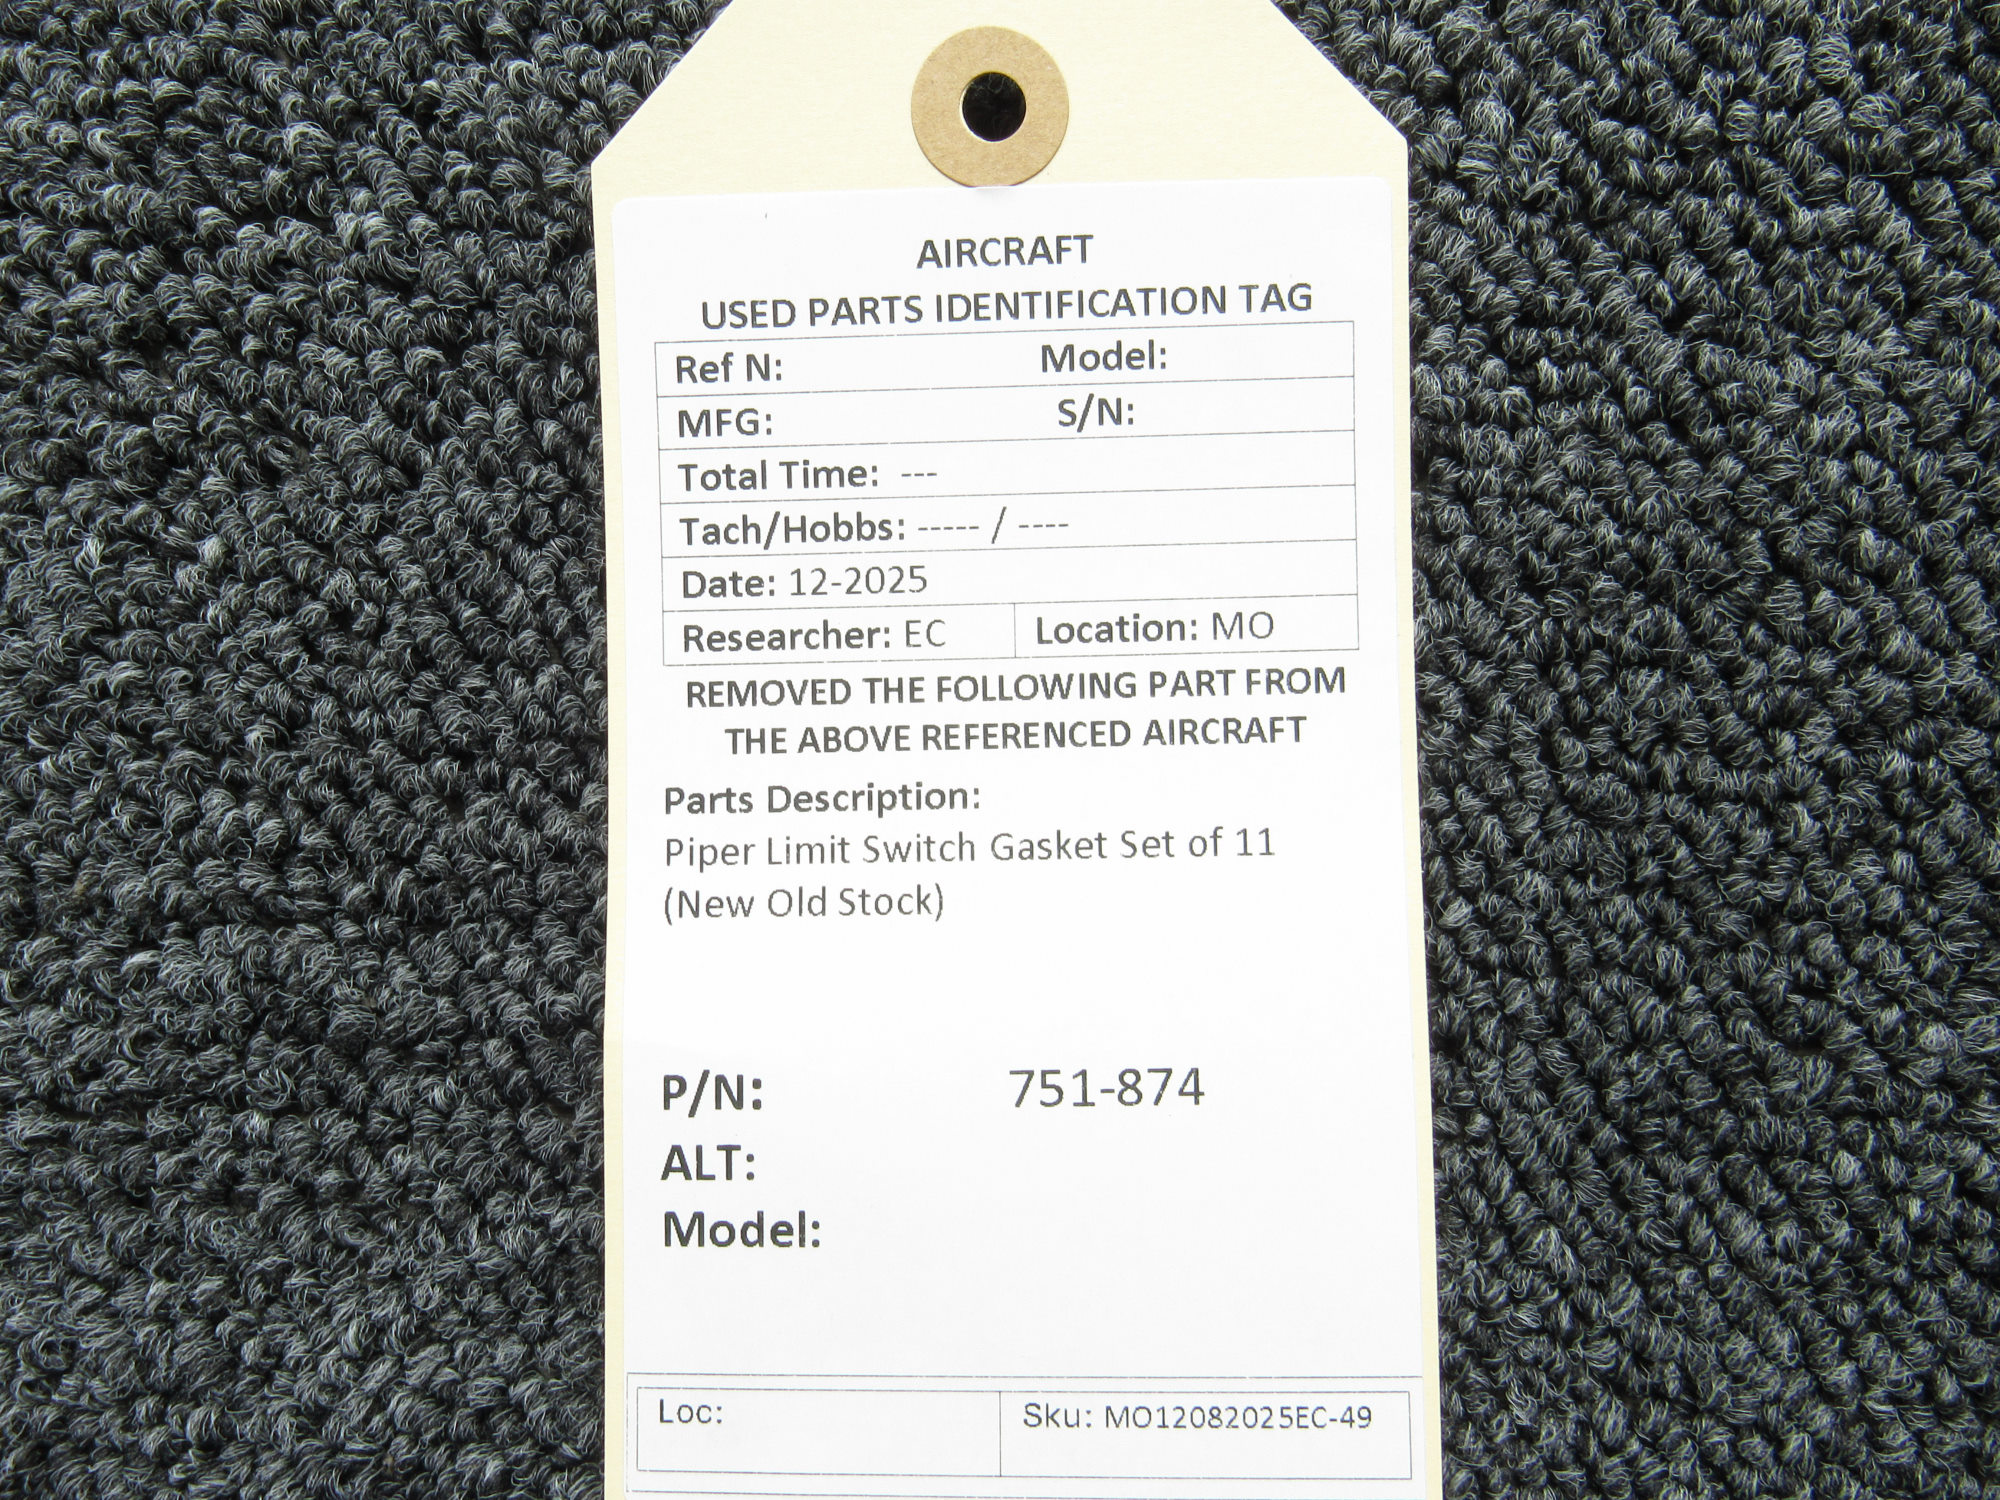 AIRCRAFT
USED PARTS IDENTIFICATION TAG
Ref N: Model:
MFG: S/N:
Total Time: ---
Tach/Hobbs: ----- / ----
Date: 12-2025
Researcher: EC Location: MO
REMOVED THE FOLLOWING PART FROM
THE ABOVE REFERENCED AIRCRAFT
Parts Description:
Piper Limit Switch Gasket Set of 11
(New Old Stock)
P/N: 751-874
ALT:
Model:
Loc: Sku: MO12082025EC-49